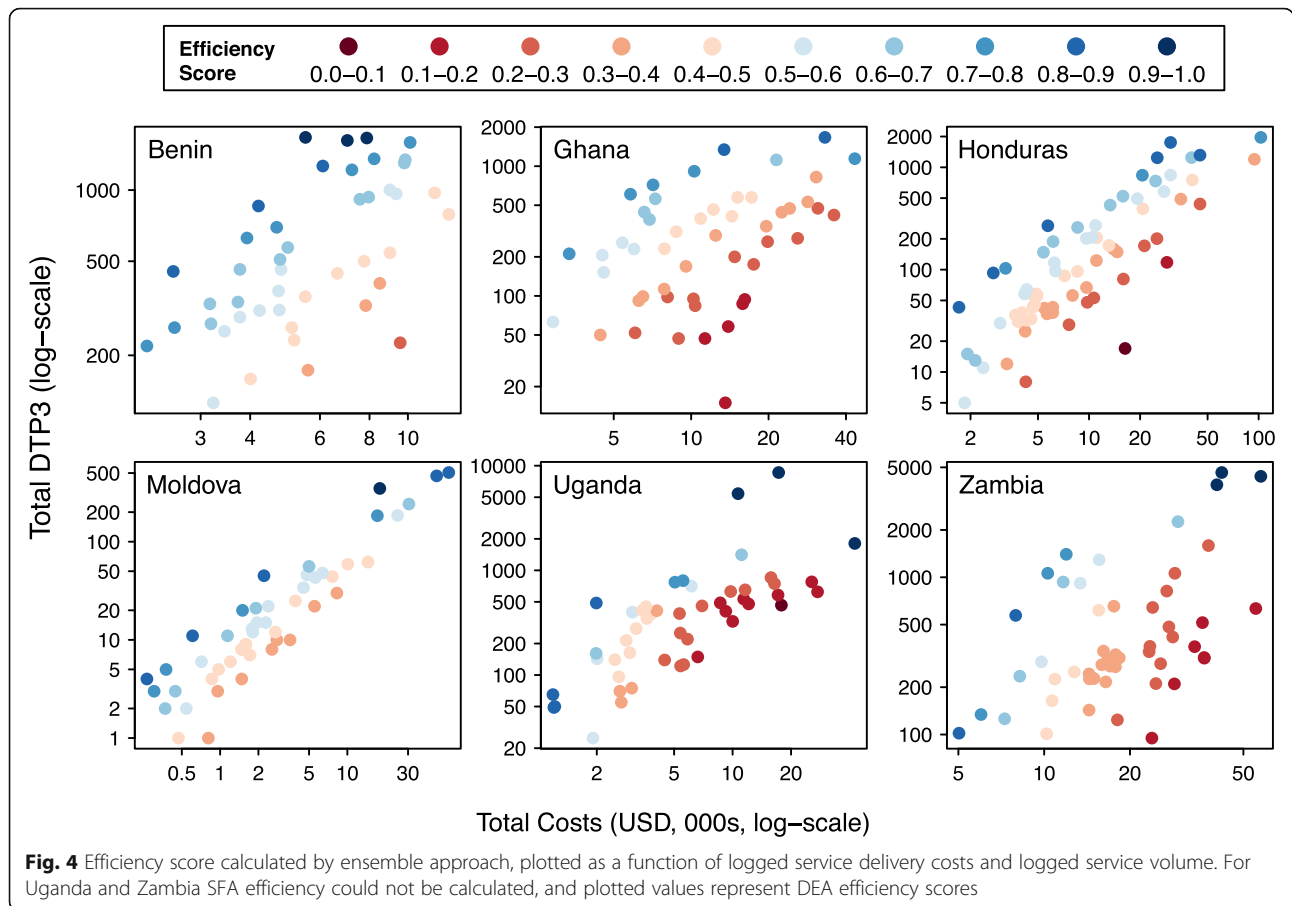 Efficiency
Score
0.0–0.1 0.1–0.2 0.2–0.3 0.3–0.4 0.4–0.5 0.5–0.6 0.6–0.7 0.7–0.8 0.8–0.9 0.9–1.0
Total DTP3 (log–scale)
Benin
1000
500
200
3 4 6 8 10
Ghana
2000
1000
500
200
100
50
20
5 10 20 40
Honduras
2000
1000
500
200
100
50
20
10
5
2 5 10 20 50 100
Moldova
500
200
100
50
20
10
5
2
1
0.5 1 2 5 10 30
Uganda
10000
5000
2000
1000
500
200
100
50
20
2 5 10 20
Zambia
5000
2000
1000
500
200
100
5 10 20 50
Total Costs (USD, 000s, log–scale)
Fig. 4 Efficiency score calculated by ensemble approach, plotted as a function of logged service delivery costs and logged service volume. For
Uganda and Zambia SFA efficiency could not be calculated, and plotted values represent DEA efficiency scores